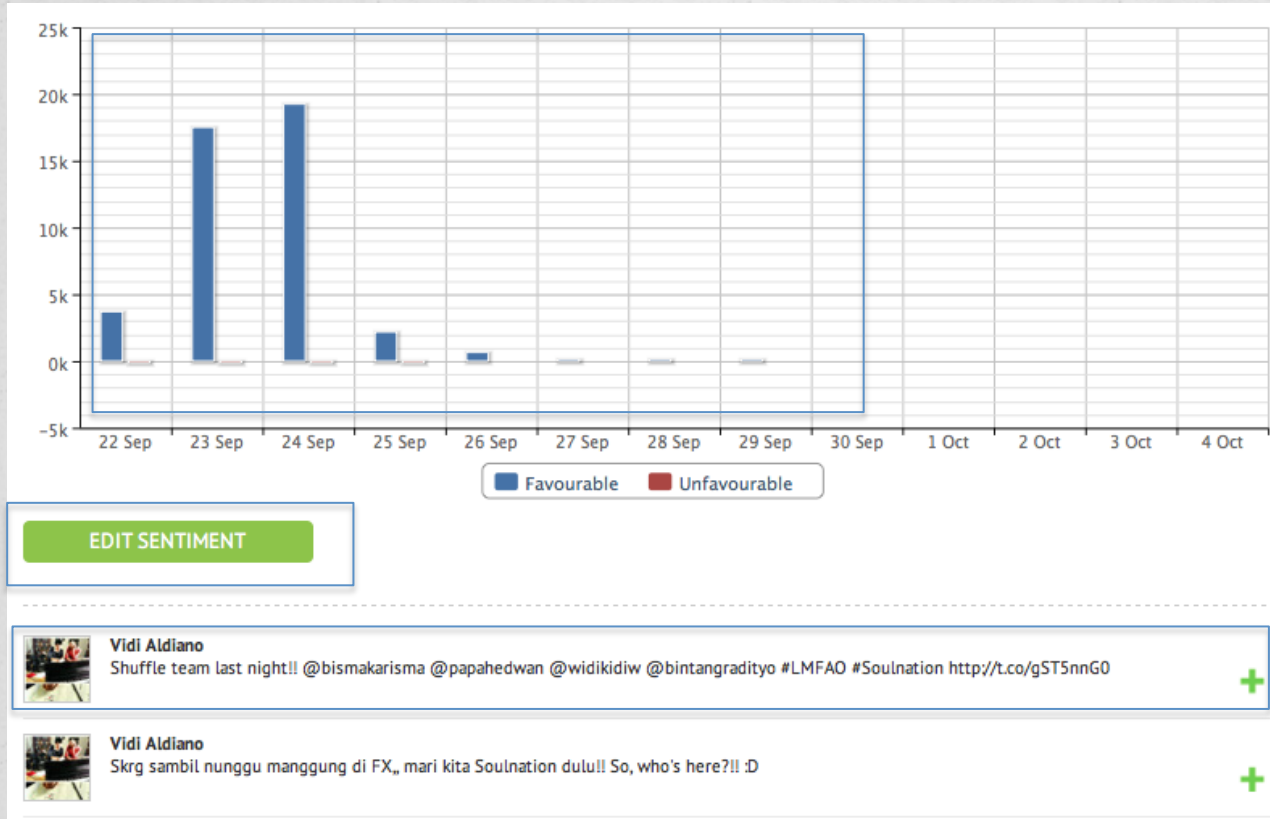 25k
20k
15k
10k
5k
0k
−5k
22 Sep 23 Sep 24 Sep 25 Sep 26 Sep 27 Sep 28 Sep 29 Sep 30 Sep 1 Oct 2 Oct 3 Oct 4 Oct
Favourable Unfavourable
EDIT SENTIMENT
Vidi Aldiano
Shuffle team last night!! @bismakarisma @papahedwan @widikidiw @bintangradityo #LMFAO #Soulnation http://t.co/gST5nnG0
Vidi Aldiano
Skrg sambil nunggu manggung di FX,, mari kita Soulnation dulu!! So, who's here?!! :D